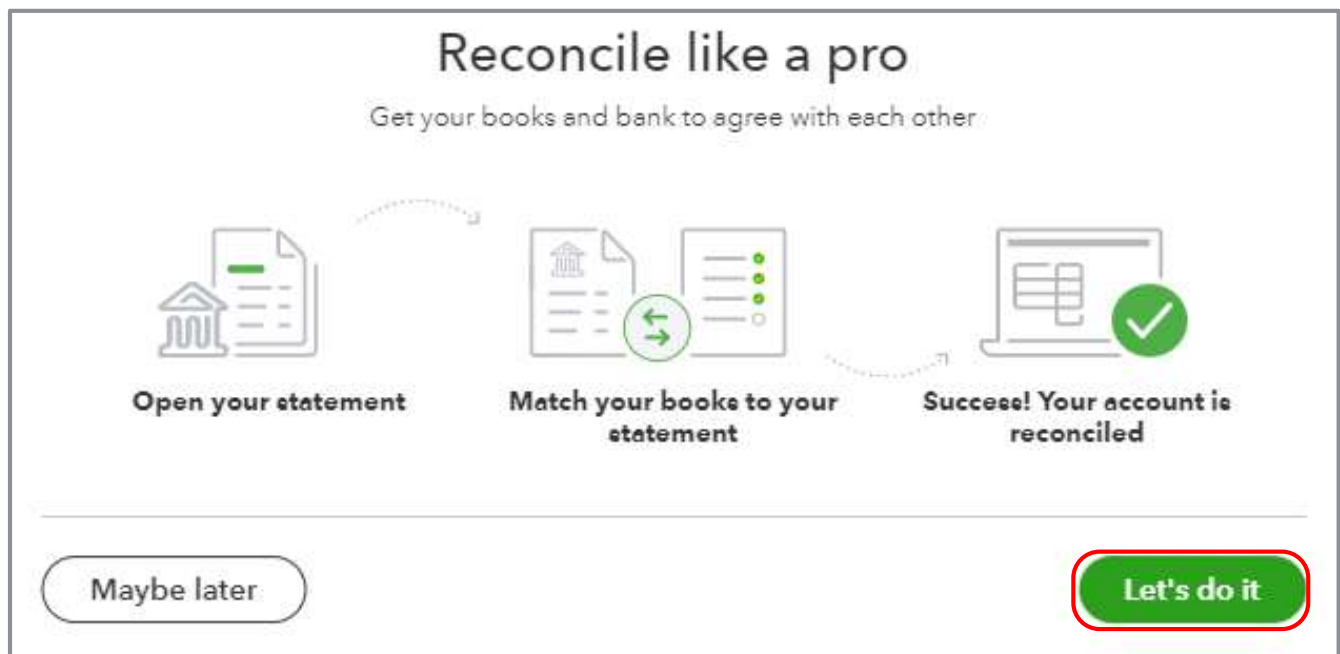 Reconcile like a pro
Get your books and bank to agree with each other
Open your statement
Match your books to your
statement
Success! Your account is
reconciled
Maybe later
Let's do it